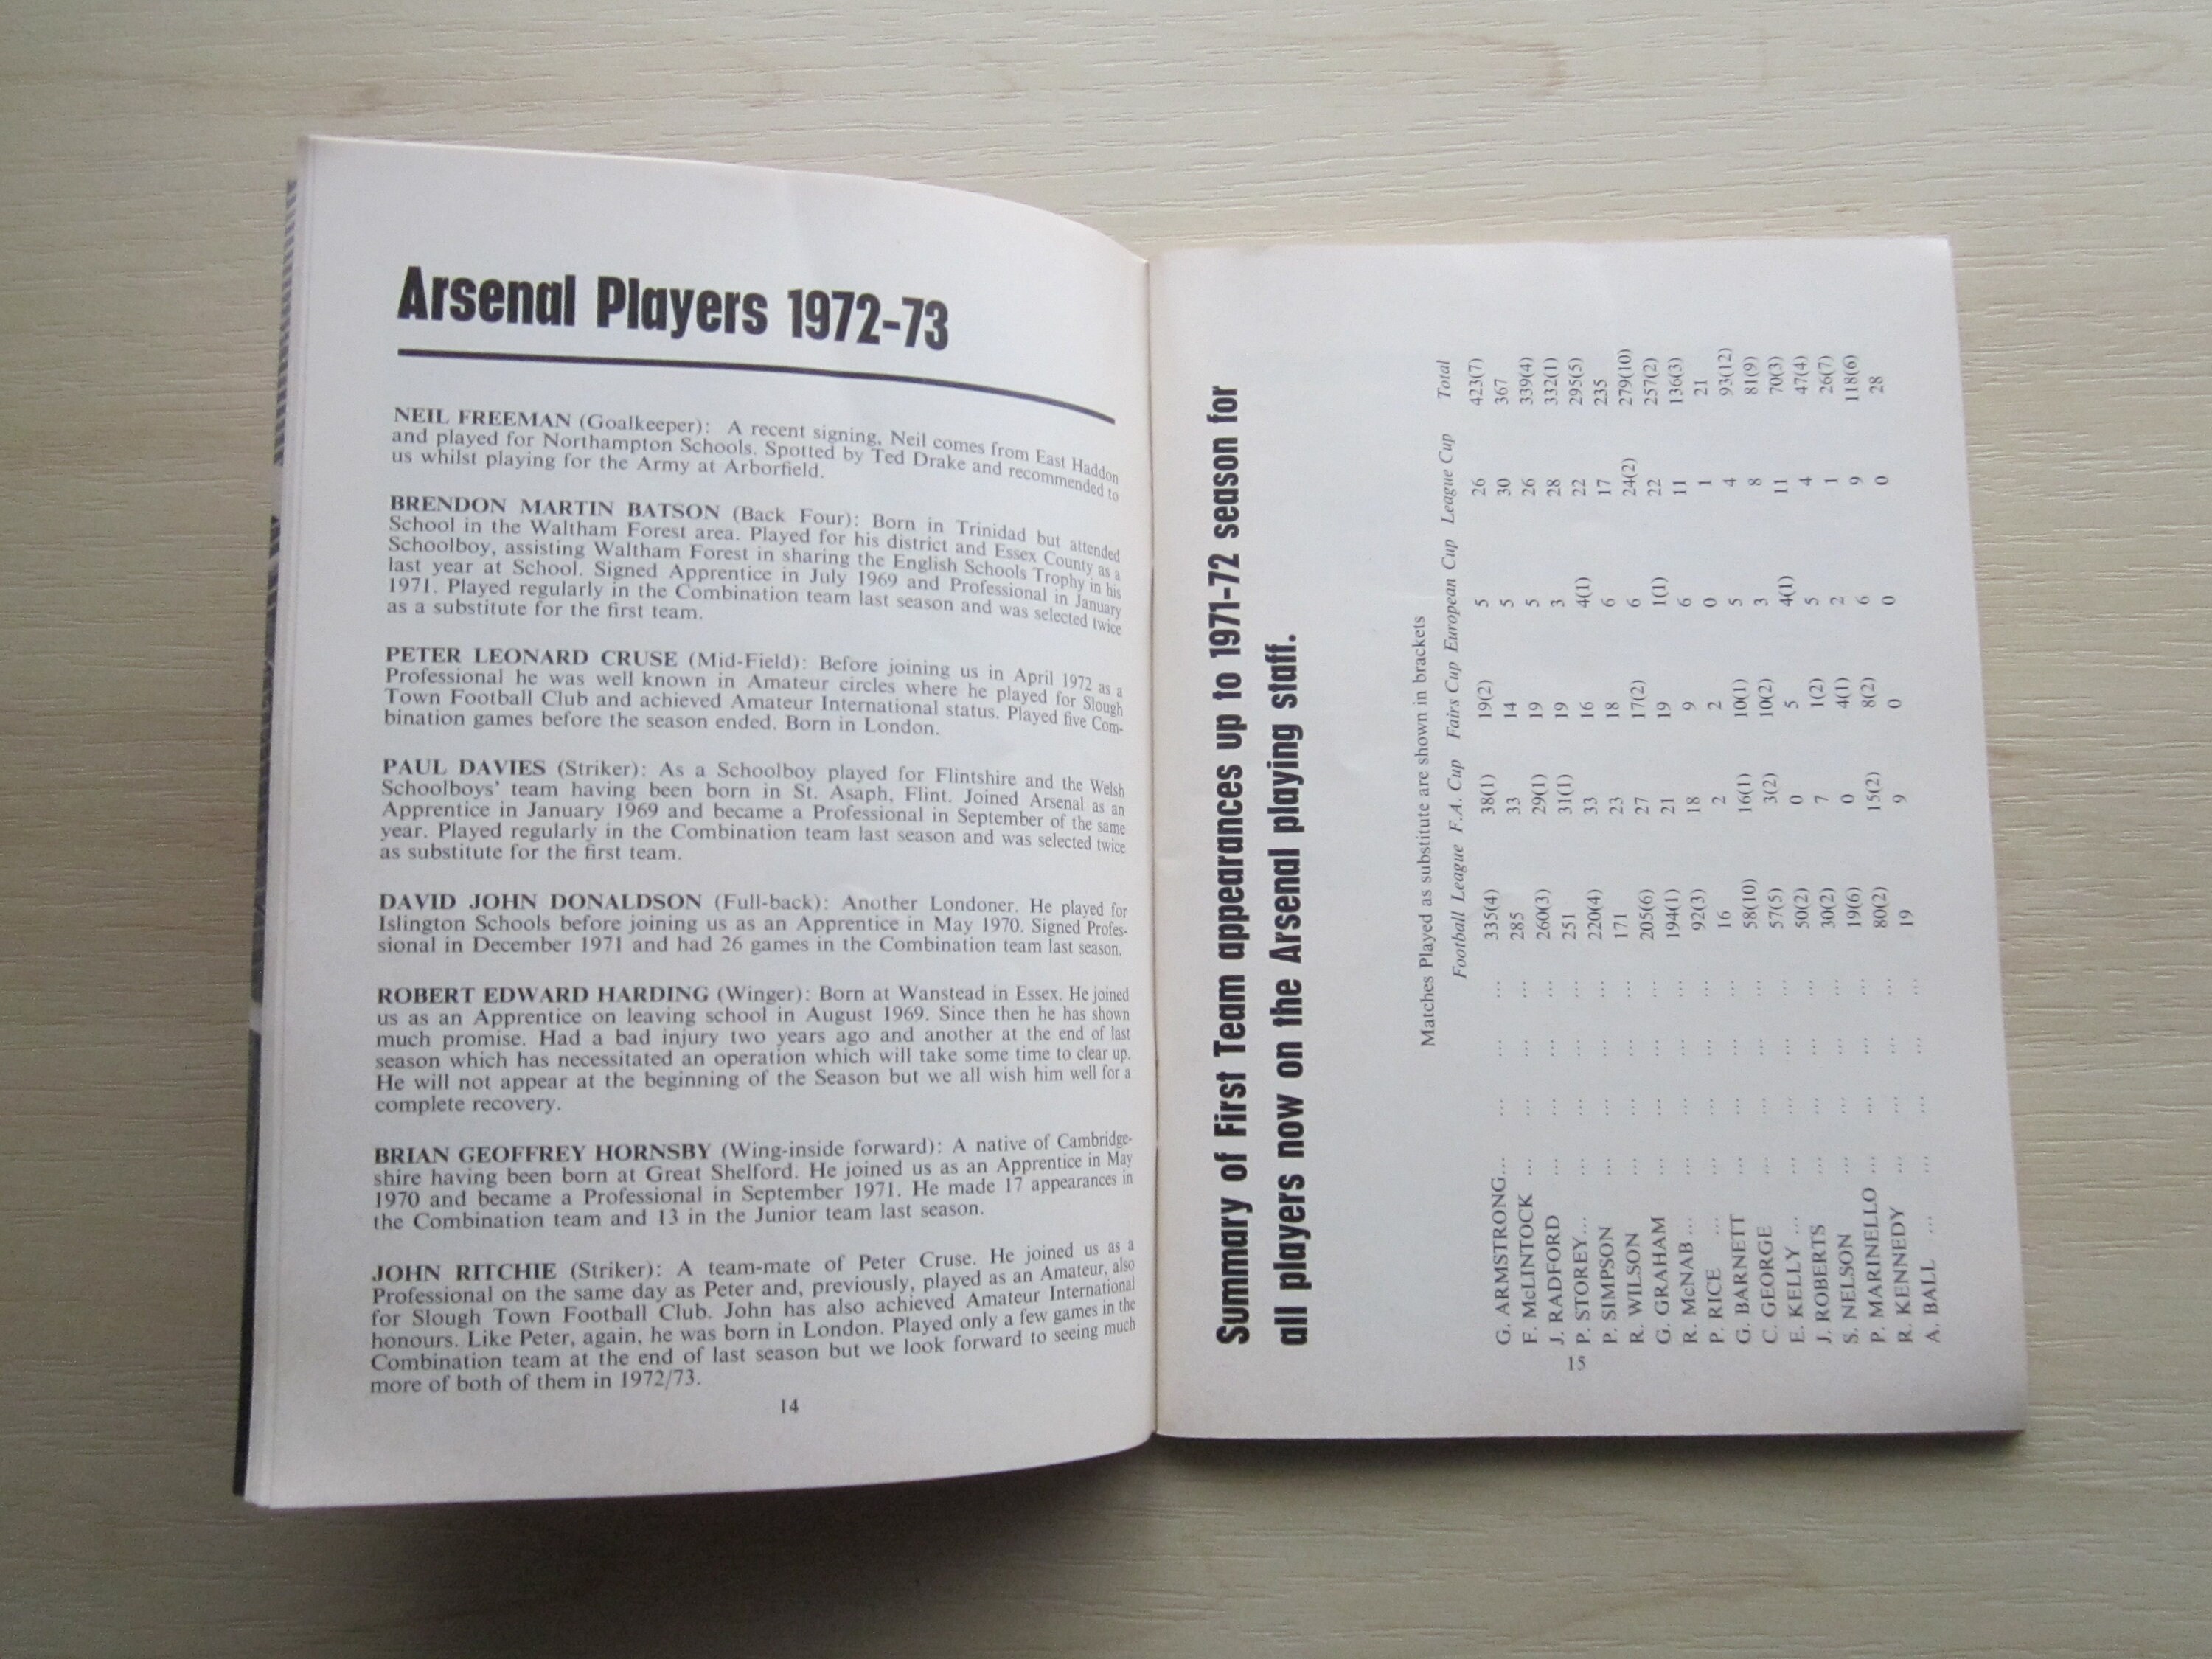 Arsenal Players 1972-73
NEIL FREEMAN (Goalkeeper): A recent signing, Neil comes from East Haddon
and played for Northampton Schools. Spotted by Ted Drake and recommended to
us whilst playing for the Army at Arborfield.
BRENDON MARTIN BATSON (Back Four): Born in Trinidad but attended
School in the Waltham Forest area. Played for his district and Essex County as a
Schoolboy, assisting Waltham Forest in sharing the English Schools Trophy in his
last year at School. Signed Apprentice in July 1969 and Professional in January
1971. Played regularly in the Combination team last season and was selected twice
as a substitute for the first team.
PETER LEONARD CRUSE (Mid-Field): Before joining us in April 1972 as a
Professional he was well known in Amateur circles where he played for Slough
Town Football Club and achieved Amateur International status. Played five Com-
bination games before the season ended. Born in London.
PAUL DAVIES (Striker): As a Schoolboy played for Flintshire and the Welsh
Schoolboys' team having been born in St. Asaph, Flint. Joined Arsenal as an
Apprentice in January 1969 and became a Professional in September of the same
year. Played regularly in the Combination team last season and was selected twice
as substitute for the first team.
DAVID JOHN DONALDSON (Full-back): Another Londoner. He played for
Islington Schools before joining us as an Apprentice in May 1970. Signed Profes-
sional in December 1971 and had 26 games in the Combination team last season.
ROBERT EDWARD HARDING (Winger): Born at Wanstead in Essex. He joined
us as an Apprentice on leaving school in August 1969. Since then he has shown
much promise. Had a bad injury two years ago and another at the end of last
season which has necessitated an operation which will take some time to clear up.
He will not appear at the beginning of the Season but we all wish him well for a
complete recovery.
BRIAN GEOFFREY HORNSBY (Wing-inside forward): A native of Cambridge-
shire having been born at Great Shelford. He joined us as an Apprentice in May
1970 and became a Professional in September 1971. He made 17 appearances in
the Combination team and 13 in the Junior team last season.
JOHN RITCHIE (Striker): A team-mate of Peter Cruse. He joined us as a
Professional on the same day as Peter and, previously, played as an Amateur, also
for Slough Town Football Club. John has also achieved Amateur International
honours. Like Peter, again, he was born in London. Played only a few games in the
Combination team at the end of last season but we look forward to seeing much
more of both of them in 1972/73.
14
Summary of First Team appearances up to 1971-72 season for
all players now on the Arsenal playing staff.
Matches Played as substitute are shown in brackets
Football League F.A. Cup Fairs Cup European Cup League Cup Total
G. ARMSTRONG... ... ... ... 335(4) 38(1) 19(2) 5 26 423(7)
F. McLINTOCK ... ... ... ... 285 33 14 5 30 367
J. RADFORD ... ... ... ... 260(3) 29(1) 19 5 26 339(4)
P. STOREY... ... ... ... ... 251 31(1) 19 3 28 332(1)
P. SIMPSON ... ... ... ... 220(4) 33 16 4(1) 22 295(5)
R. WILSON ... ... ... ... 171 23 18 6 17 235
G. GRAHAM ... ... ... ... 205(6) 27 17(2) 6 24(2) 279(10)
R. McNAB ... ... ... ... ... 194(1) 21 19 1(1) 22 257(2)
P. RICE ... ... ... ... ... 92(3) 18 9 6 11 136(3)
G. BARNETT ... ... ... ... 16 2 2 0 1 21
C. GEORGE ... ... ... ... 58(10) 16(1) 10(1) 5 4 93(12)
E. KELLY ... ... ... ... ... 57(5) 3(2) 10(2) 3 8 81(9)
J. ROBERTS ... ... ... ... 50(2) 0 5 4(1) 11 70(3)
S. NELSON ... ... ... ... 30(2) 7 1(2) 5 4 47(4)
P. MARINELLO ... ... ... ... 19(6) 0 4(1) 2 1 26(7)
R. KENNEDY ... ... ... ... 80(2) 15(2) 8(2) 6 9 118(6)
A. BALL ... ... ... ... ... 19 9 0 0 0 28
15